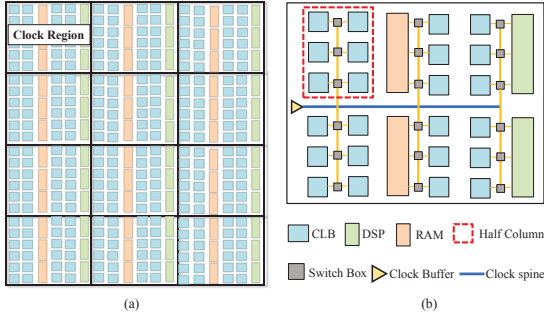 Clock Region
CLB
DSP
RAM
Half Column
Switch Box
Clock Buffer
Clock spine
(a)
(b)